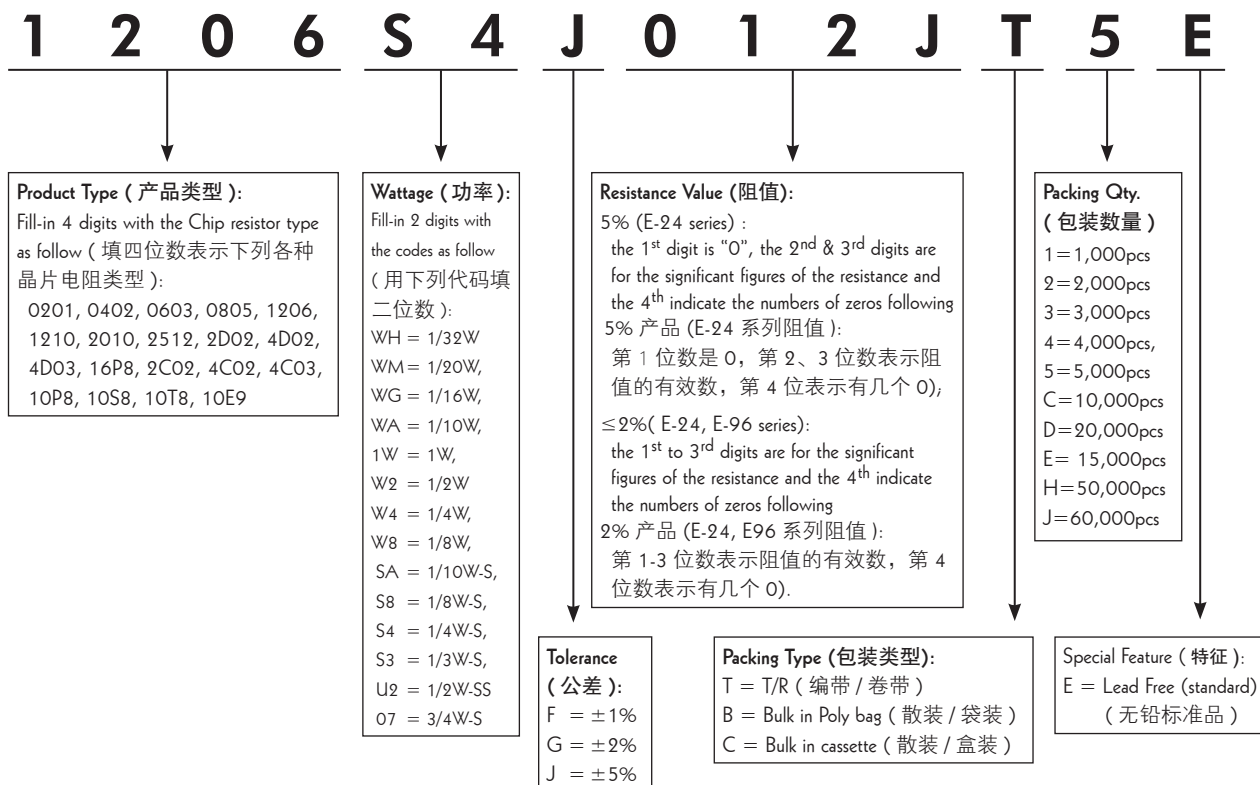 1 2 0 6 S 4 J 0 1 2 J T 5 E
Product Type ( 产品类型 ):
Fill-in 4 digits with the Chip resistor type
as follow ( 填四位数表示下列各种
晶片电阻类型 ):
0201, 0402, 0603, 0805, 1206,
1210, 2010, 2512, 2D02, 4D02,
4D03, 16P8, 2C02, 4C02, 4C03,
10P8, 10S8, 10T8, 10E9
Wattage ( 功率 ):
Fill-in 2 digits with
the codes as follow
( 用下列代码填
二位数 ):
WH = 1/32W
WM = 1/20W,
WG = 1/16W,
WA = 1/10W,
1W = 1W,
W2 = 1/2W
W4 = 1/4W,
W8 = 1/8W,
SA = 1/10W-S,
S8 = 1/8W-S,
S4 = 1/4W-S,
S3 = 1/3W-S,
U2 = 1/2W-SS
07 = 3/4W-S
Tolerance
( 公差 ):
F = ±1%
G = ±2%
J = ±5%
Resistance Value (阻值):
5% (E-24 series) :
the 1st digit is “0”, the 2nd & 3rd digits are
for the significant figures of the resistance and
the 4th indicate the numbers of zeros following
5% 产品 (E-24 系列阻值 ):
第 1 位数是 0，第 2、3 位数表示阻
值的有效数，第 4 位表示有几个 0);
≤2%( E-24, E-96 series):
the 1st to 3rd digits are for the significant
figures of the resistance and the 4th indicate
the numbers of zeros following
2% 产品 (E-24, E96 系列阻值 ):
第 1-3 位数表示阻值的有效数，第 4
位数表示有几个 0).
Packing Type (包装类型):
T = T/R ( 编带 / 卷带 )
B = Bulk in Poly bag ( 散装 / 袋装 )
C = Bulk in cassette ( 散装 / 盒装 )
Packing Qty.
( 包装数量 )
1=1,000pcs
2=2,000pcs
3=3,000pcs
4=4,000pcs,
5=5,000pcs
C=10,000pcs
D=20,000pcs
E= 15,000pcs
H=50,000pcs
J=60,000pcs
Special Feature ( 特征 ):
E = Lead Free (standard)
( 无铅标准品 )